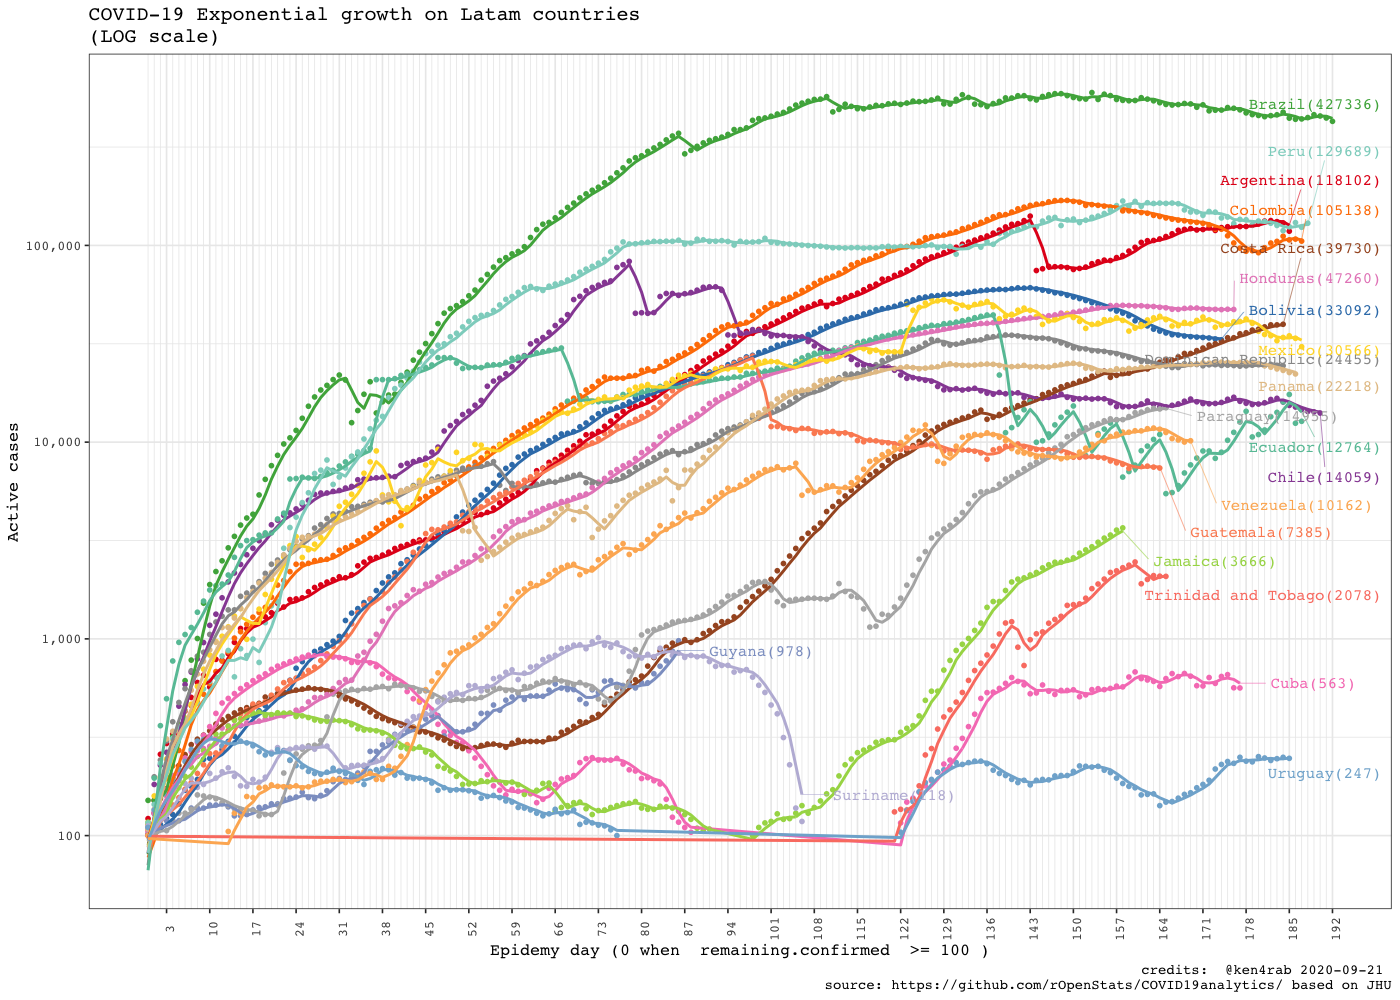 COVID-19 Exponential growth on Latam countries
(LOG scale)
Active cases
100,000
10,000
1,000
100
Brazil(427336)
Peru(129689)
Argentina(118102)
Colombia(105138)
Costa Rica(39730)
Honduras(47260)
Bolivia(33092)
Mexico(30566)
Dominican Republic(24455)
Panama(22218)
Ecuador(12764)
Chile(14059)
Venezuela(10162)
Guatemala(7385)
Jamaica(3666)
Trinidad and Tobago(2078)
Guyana(978)
Cuba(563)
Uruguay(247)
Suriname(118)
3 10 17 24 31 38 45 52 59 66 73 80 87 94 101 108 115 122 129 136 143 150 157 164 171 178 185 192
Epidemy day (0 when  remaining.confirmed  >= 100 )
credits:  @ken4rab 2020-09-21
source: https://github.com/rOpenStats/COVID19analytics/ based on JHU